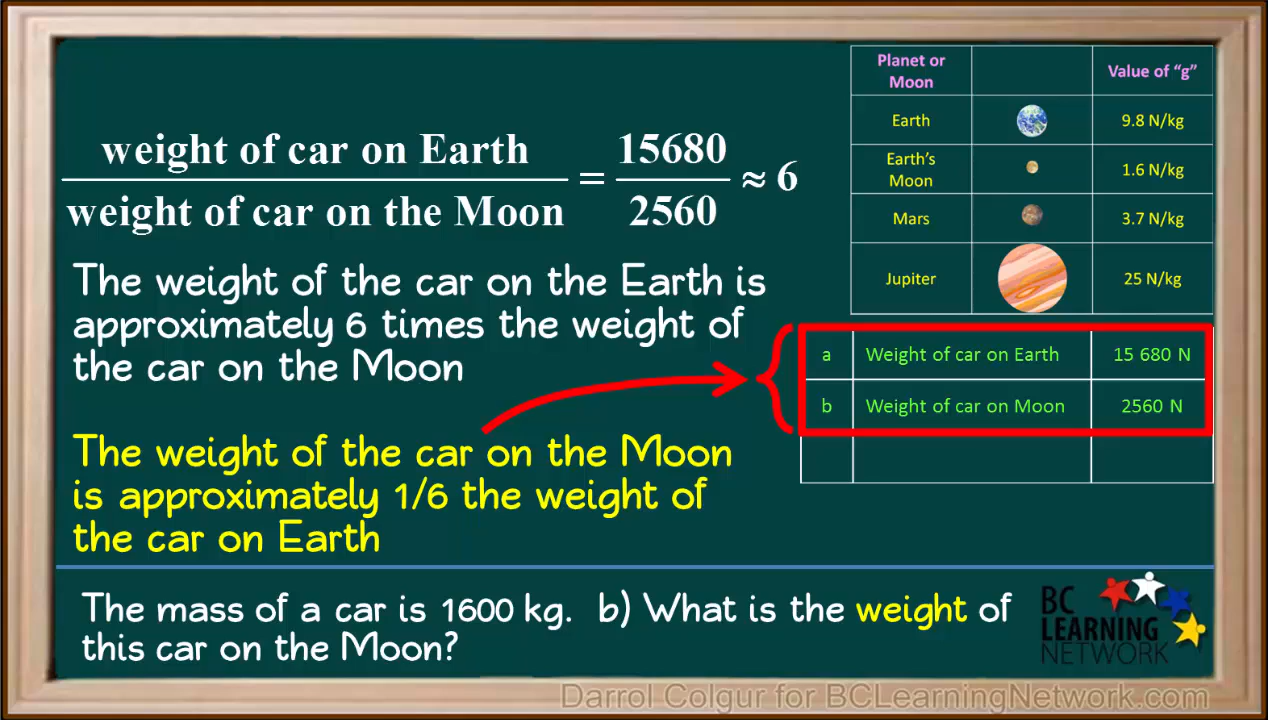 weight of car on Earth
weight of car on the Moon
=
15680
2560
≈ 6
The weight of the car on the Earth is
approximately 6 times the weight of
the car on the Moon
The weight of the car on the Moon
is approximately 1/6 the weight of
the car on Earth
Planet or
Moon
Value of “g”
Earth
9.8 N/kg
Earth’s
Moon
1.6 N/kg
Mars
3.7 N/kg
Jupiter
25 N/kg
a Weight of car on Earth 15 680 N
b Weight of car on Moon 2560 N
The mass of a car is 1600 kg. b) What is the weight of
this car on the Moon?
BC
LEARNING
NETWORK
Darrol Colgur for BCLearningNetwork.com